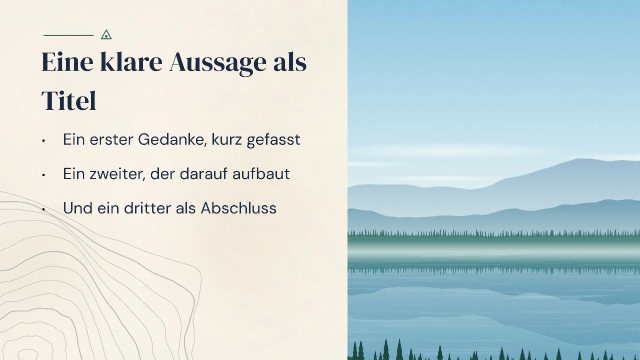 Eine klare Aussage als
Titel
• Ein erster Gedanke, kurz gefasst
• Ein zweiter, der darauf aufbaut
• Und ein dritter als Abschluss